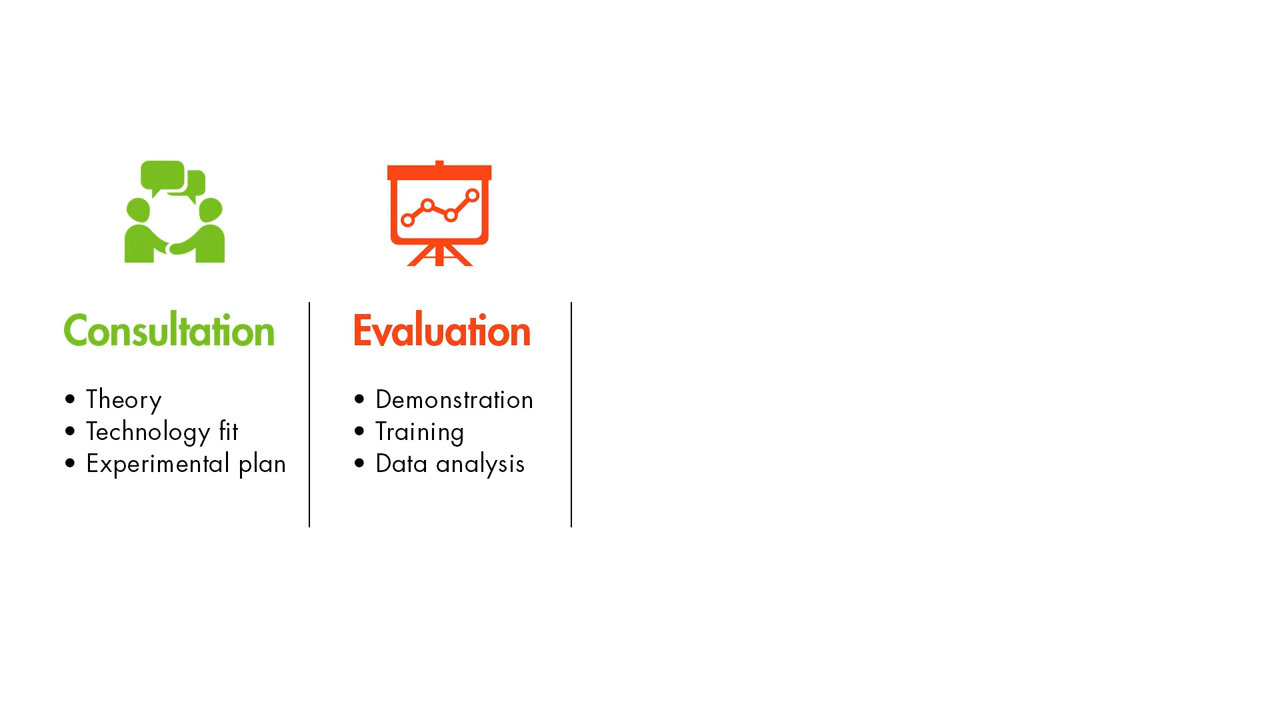 Consultation
• Theory
• Technology fit
• Experimental plan
Evaluation
• Demonstration
• Training
• Data analysis